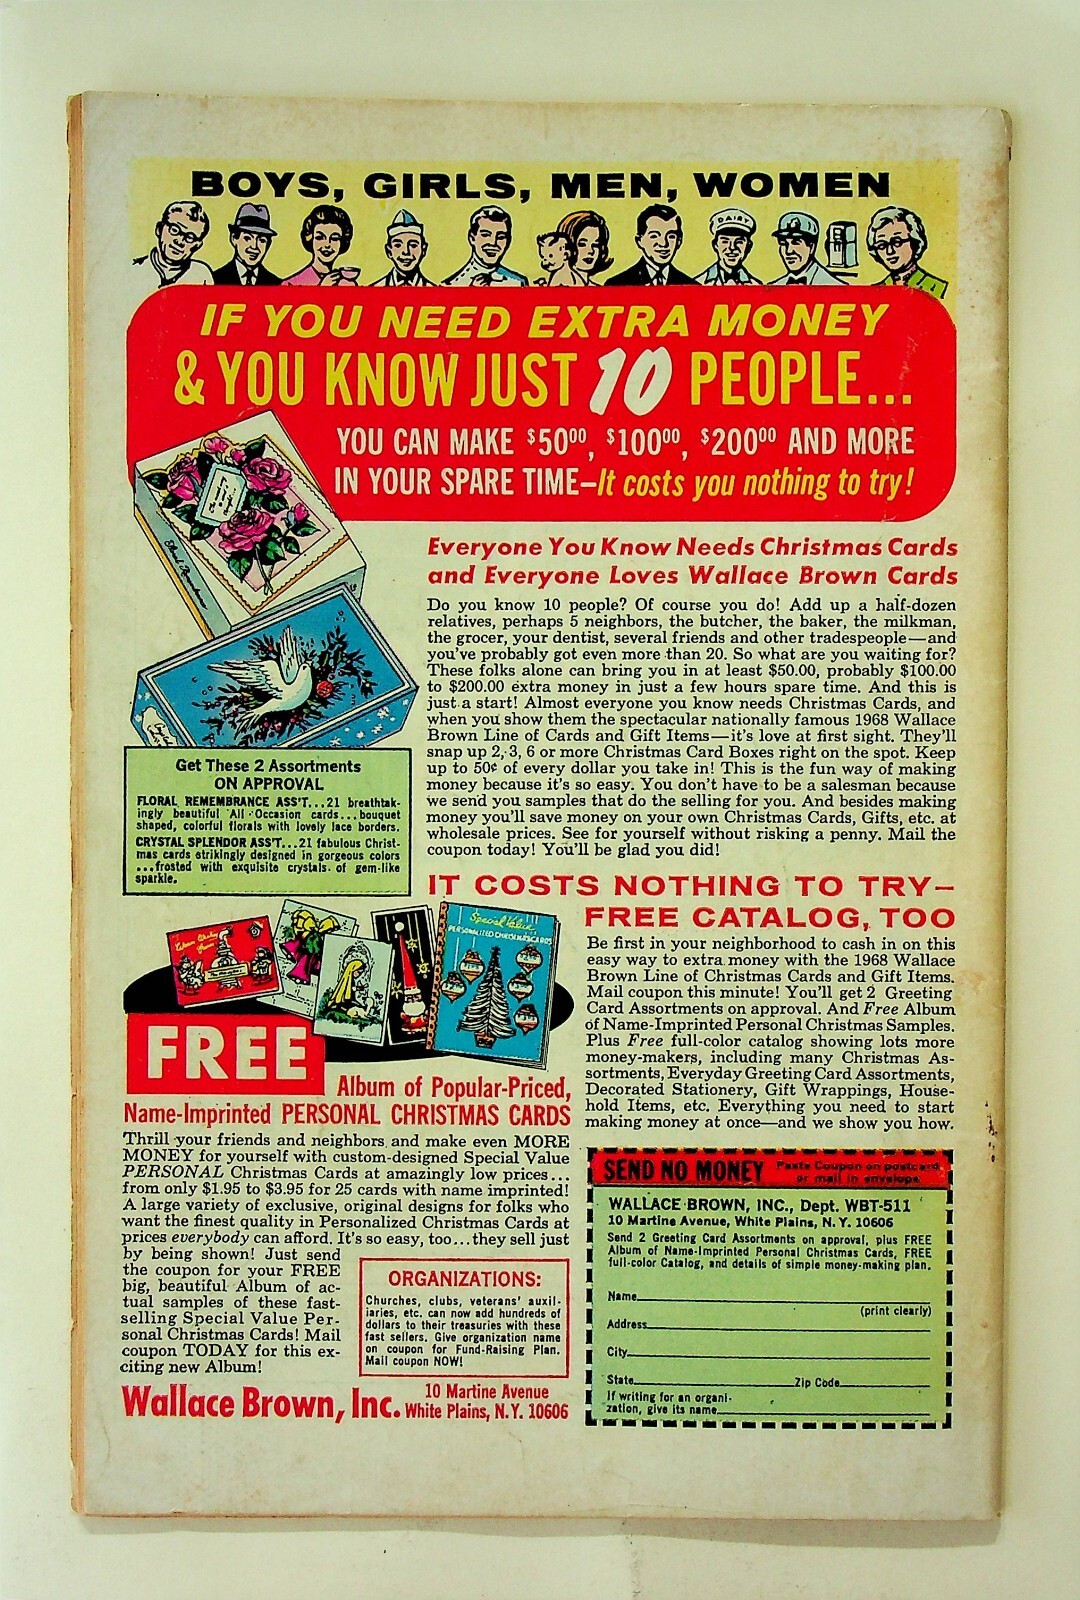 BOYS, GIRLS, MEN, WOMEN
DAIRY
IF YOU NEED EXTRA MONEY
& YOU KNOW JUST 10 PEOPLE...
YOU CAN MAKE $50⁰⁰, $100⁰⁰, $200⁰⁰ AND MORE
IN YOUR SPARE TIME—It costs you nothing to try!
Everyone You Know Needs Christmas Cards
and Everyone Loves Wallace Brown Cards
Do you know 10 people? Of course you do! Add up a half-dozen
relatives, perhaps 5 neighbors, the butcher, the baker, the milkman,
the grocer, your dentist, several friends and other tradespeople—and
you've probably got even more than 20. So what are you waiting for?
These folks alone can bring you in at least $50.00, probably $100.00
to $200.00 extra money in just a few hours spare time. And this is
just a start! Almost everyone you know needs Christmas Cards, and
when you show them the spectacular nationally famous 1968 Wallace
Brown Line of Cards and Gift Items—it's love at first sight. They'll
snap up 2, 3, 6 or more Christmas Card Boxes right on the spot. Keep
up to 50¢ of every dollar you take in! This is the fun way of making
money because it's so easy. You don't have to be a salesman because
we send you samples that do the selling for you. And besides making
money you'll save money on your own Christmas Cards, Gifts, etc. at
wholesale prices. See for yourself without risking a penny. Mail the
coupon today! You'll be glad you did!
Get These 2 Assortments
ON APPROVAL
FLORAL REMEMBRANCE ASS'T...21 breathtak-
ingly beautiful 'All Occasion cards...bouquet
shaped, colorful florals with lovely lace borders.
CRYSTAL SPLENDOR ASS'T...21 fabulous Christ-
mas cards strikingly designed in gorgeous colors
...frosted with exquisite crystals of gem-like
sparkle.
IT COSTS NOTHING TO TRY—
FREE CATALOG, TOO
Be first in your neighborhood to cash in on this
easy way to extra money with the 1968 Wallace
Brown Line of Christmas Cards and Gift Items.
Mail coupon this minute! You'll get 2 Greeting
Card Assortments on approval. And Free Album
of Name-Imprinted Personal Christmas Samples.
Plus Free full-color catalog showing lots more
money-makers, including many Christmas As-
sortments, Everyday Greeting Card Assortments,
Decorated Stationery, Gift Wrappings, House-
hold Items, etc. Everything you need to start
making money at once—and we show you how.
Special Value
PERSONALIZED CHRISTMAS CARDS
FREE
Album of Popular-Priced,
Name-Imprinted PERSONAL CHRISTMAS CARDS
Thrill your friends and neighbors and make even MORE
MONEY for yourself with custom-designed Special Value
PERSONAL Christmas Cards at amazingly low prices...
from only $1.95 to $3.95 for 25 cards with name imprinted!
A large variety of exclusive, original designs for folks who
want the finest quality in Personalized Christmas Cards at
prices everybody can afford. It's so easy, too...they sell just
by being shown! Just send
the coupon for your FREE
big, beautiful Album of ac-
tual samples of these fast-
selling Special Value Per-
sonal Christmas Cards! Mail
coupon TODAY for this ex-
citing new Album!
ORGANIZATIONS:
Churches, clubs, veterans' auxil-
iaries, etc. can now add hundreds of
dollars to their treasuries with these
fast sellers. Give organization name
on coupon for Fund-Raising Plan.
Mail coupon NOW!
Wallace Brown, Inc. 10 Martine Avenue
White Plains, N.Y. 10606
SEND NO MONEY Paste Coupon on postcard
or mail in envelope
WALLACE BROWN, INC., Dept. WBT-511
10 Martine Avenue, White Plains, N.Y. 10606
Send 2 Greeting Card Assortments on approval, plus FREE
Album of Name-Imprinted Personal Christmas Cards, FREE
full-color Catalog, and details of simple money-making plan.
Name
(print clearly)
Address
City
State Zip Code
If writing for an organi-
zation, give its name